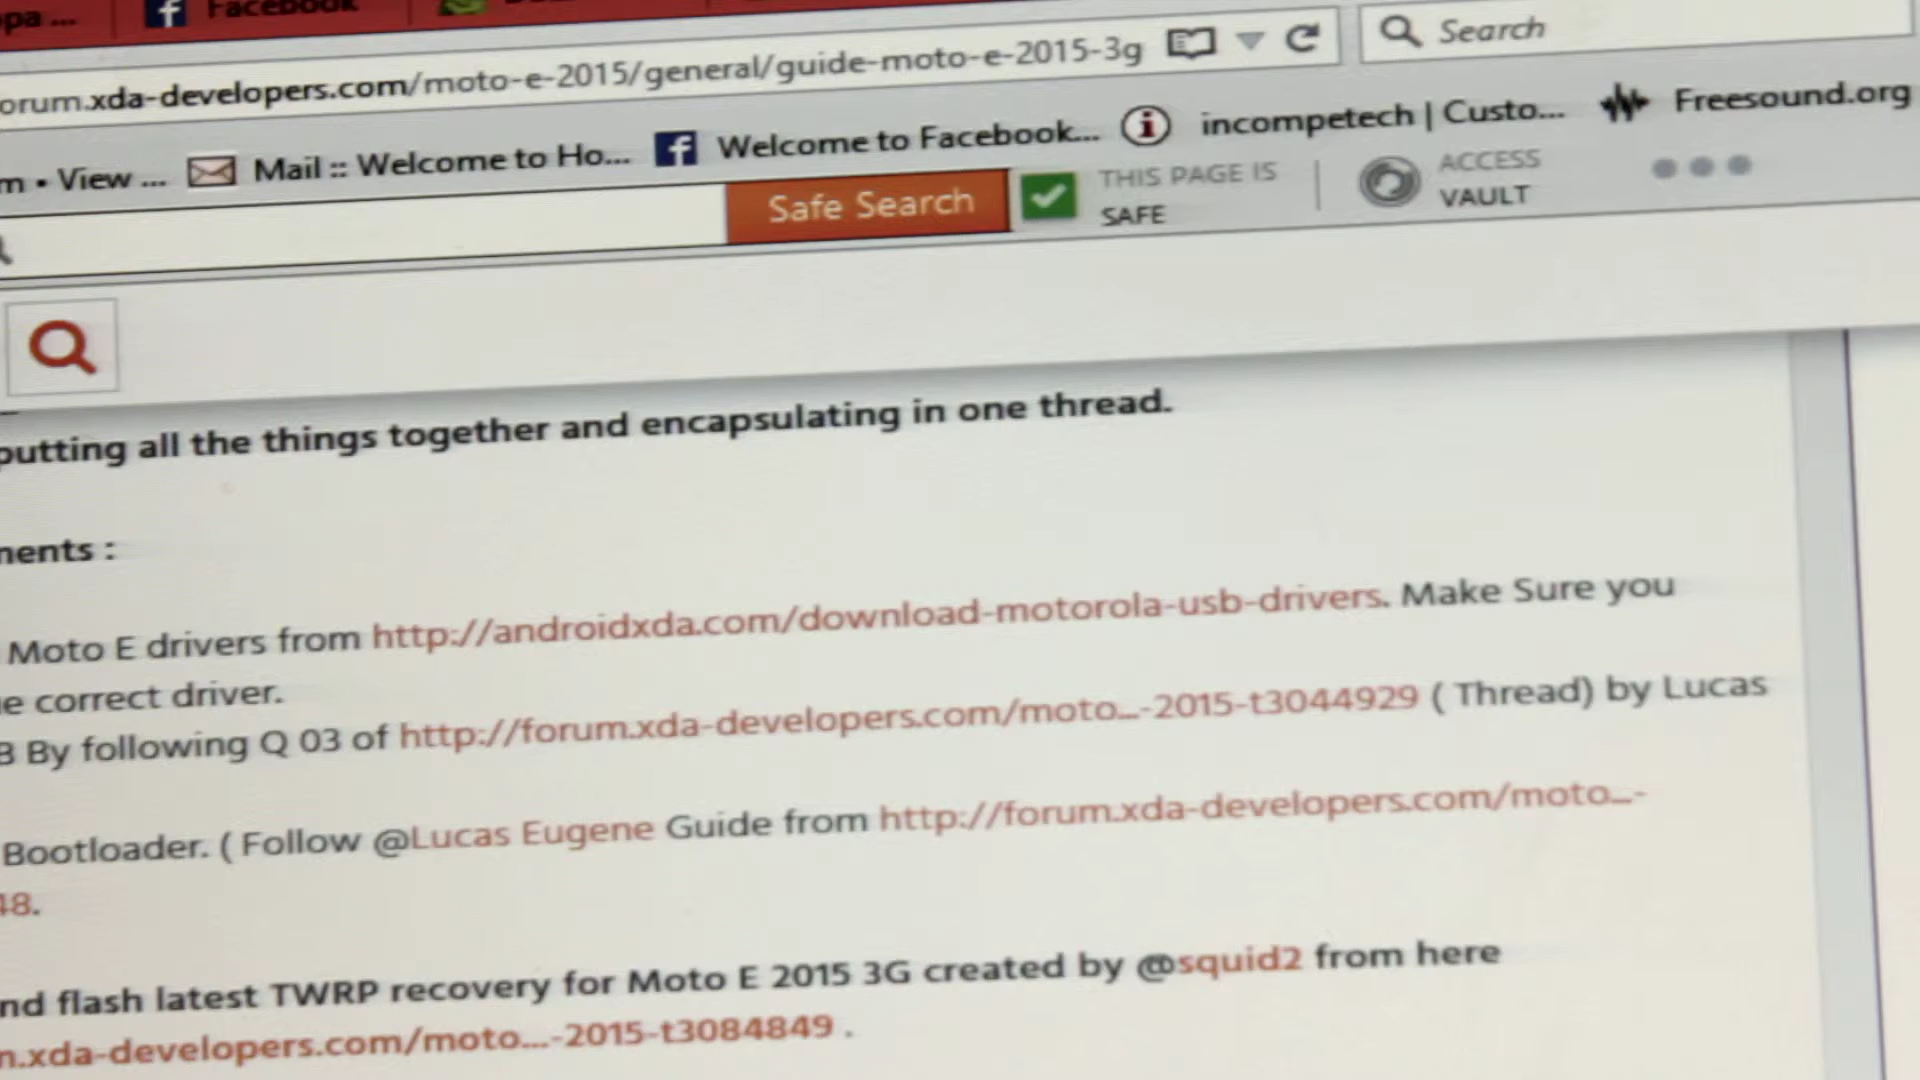 pa ... Facebook
orum.xda-developers.com/moto-e-2015/general/guide-moto-e-2015-3g Search
m • View ... Mail :: Welcome to Ho... Welcome to Facebook... incompetech | Custo... Freesound.org
Safe Search THIS PAGE IS SAFE ACCESS VAULT
putting all the things together and encapsulating in one thread.
ments :
Moto E drivers from http://androidxda.com/download-motorola-usb-drivers. Make Sure you
e correct driver.
B By following Q 03 of http://forum.xda-developers.com/moto...-2015-t3044929 ( Thread) by Lucas
Bootloader. ( Follow @Lucas Eugene Guide from http://forum.xda-developers.com/moto...-
48.
nd flash latest TWRP recovery for Moto E 2015 3G created by @squid2 from here
m.xda-developers.com/moto...-2015-t3084849 .